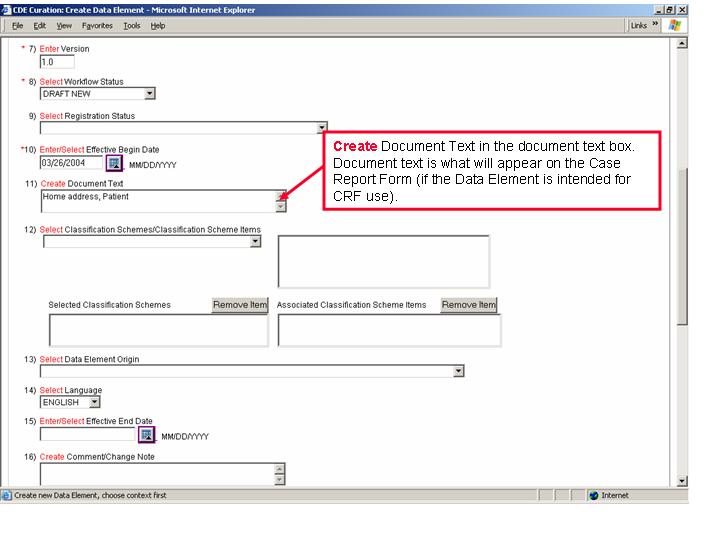 CDE Curation: Create Data Element - Microsoft Internet Explorer
File Edit View Favorites Tools Help
Links »
* 7) Enter Version
1.0
* 8) Select Workflow Status
DRAFT NEW
9) Select Registration Status
*10) Enter/Select Effective Begin Date
03/26/2004 MM/DD/YYYY
Create Document Text in the document text box.
Document text is what will appear on the Case
Report Form (if the Data Element is intended for
CRF use).
11) Create Document Text
Home address, Patient
12) Select Classification Schemes/Classification Scheme Items
Selected Classification Schemes Remove Item Associated Classification Scheme Items Remove Item
13) Select Data Element Origin
14) Select Language
ENGLISH
15) Enter/Select Effective End Date
MM/DD/YYYY
16) Create Comment/Change Note
Create new Data Element, choose context first Internet